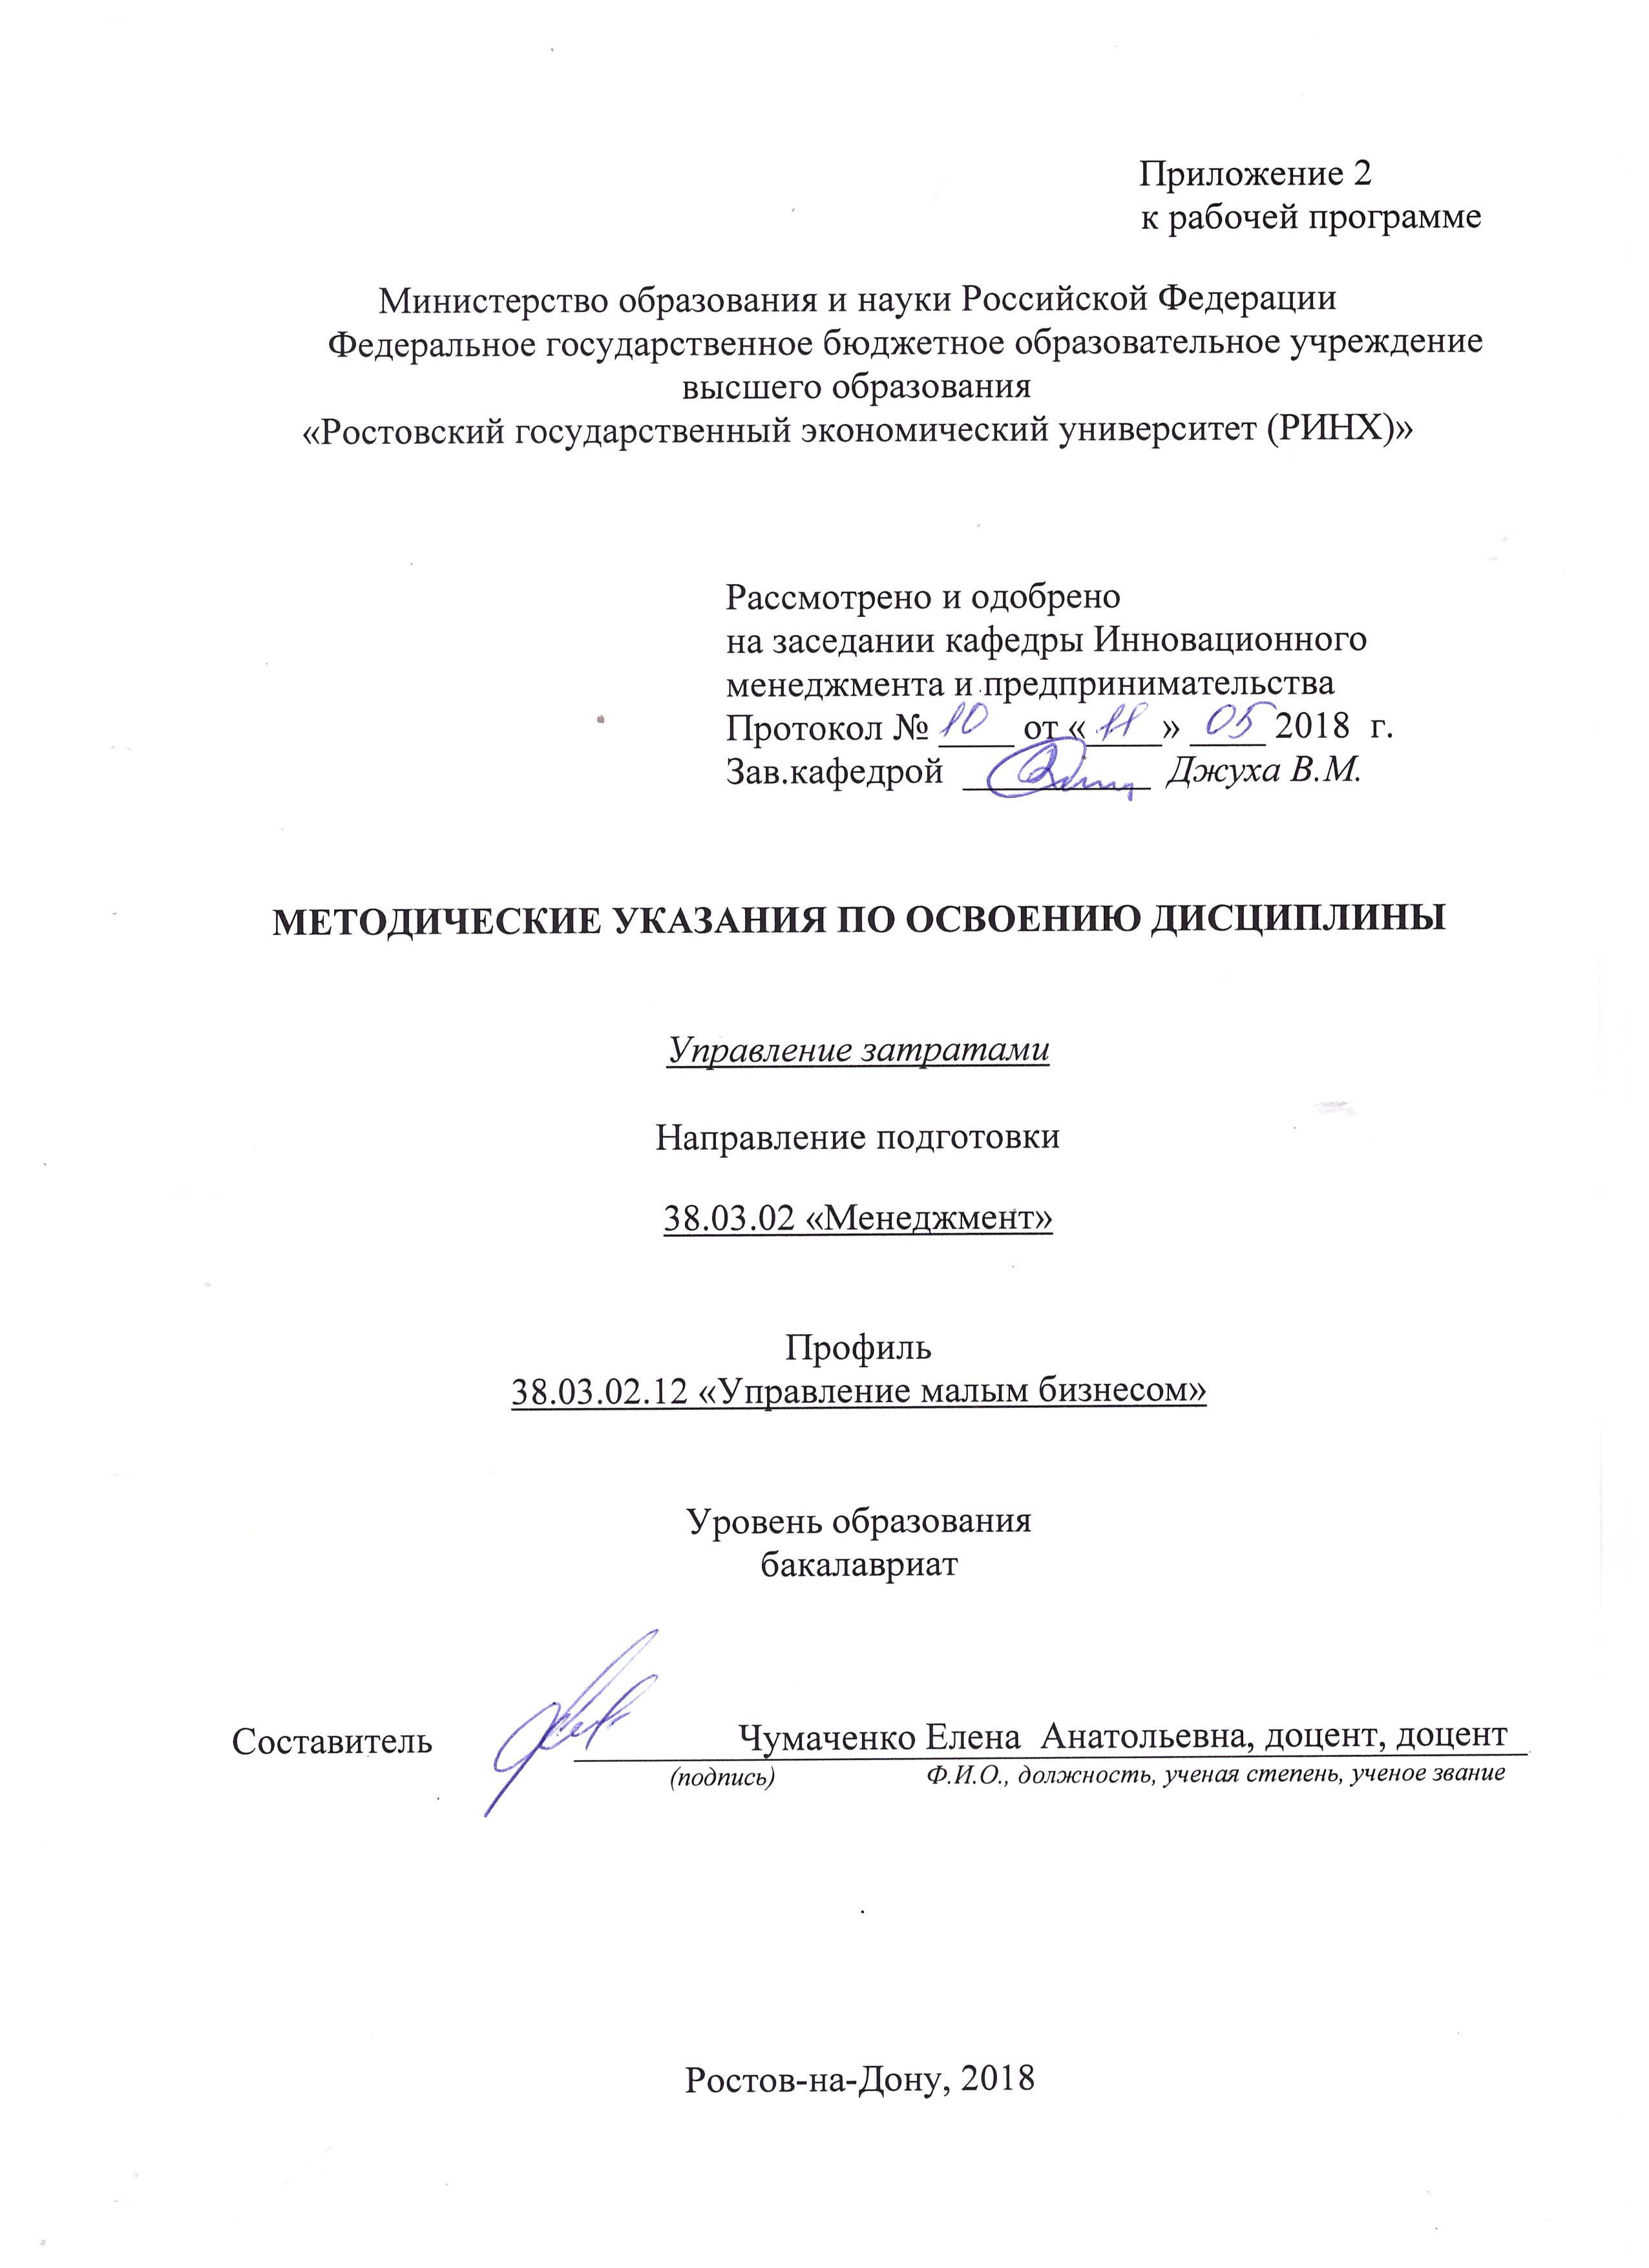 Приложение 2
к рабочей программе
Министерство образования и науки Российской Федерации
Федеральное государственное бюджетное образовательное учреждение
высшего образования
«Ростовский государственный экономический университет (РИНХ)»
Рассмотрено и одобрено
на заседании кафедры Инновационного
менеджмента и предпринимательства
Протокол № 10 от « 11 » 05 2018 г.
Зав.кафедрой Джуха В.М.
МЕТОДИЧЕСКИЕ УКАЗАНИЯ ПО ОСВОЕНИЮ ДИСЦИПЛИНЫ
Управление затратами
Направление подготовки
38.03.02 «Менеджмент»
Профиль
38.03.02.12 «Управление малым бизнесом»
Уровень образования
бакалавриат
Составитель Чумаченко Елена Анатольевна, доцент, доцент
(подпись) Ф.И.О., должность, ученая степень, ученое звание
Ростов-на-Дону, 2018